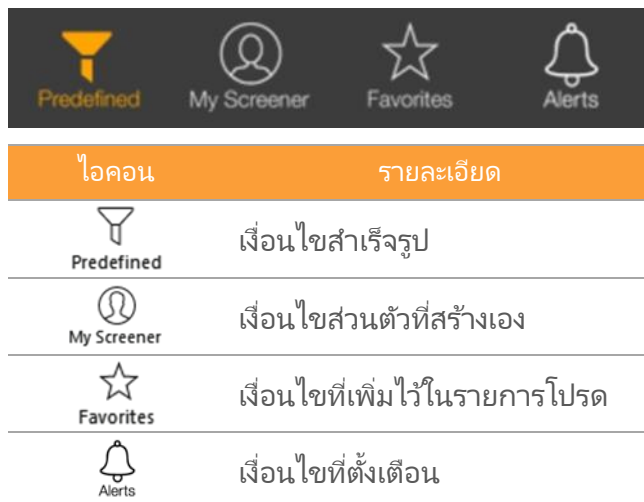 Predefined My Screener Favorites Alerts
ไอคอน รายละเอียด
Predefined เงื่อนไขสำเร็จรูป
My Screener เงื่อนไขส่วนตัวที่สร้างเอง
Favorites เงื่อนไขที่เพิ่มไว้ในรายการโปรด
Alerts เงื่อนไขที่ตั้งเตือน